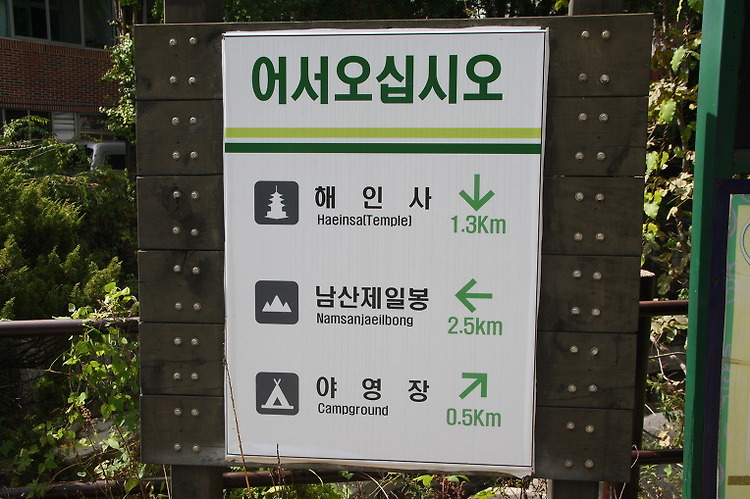 어서오십시오
해 인 사
Haeinsa(Temple)
1.3Km
남산제일봉
Namsanjaeilbong
2.5km
야 영 장
Campground
0.5Km